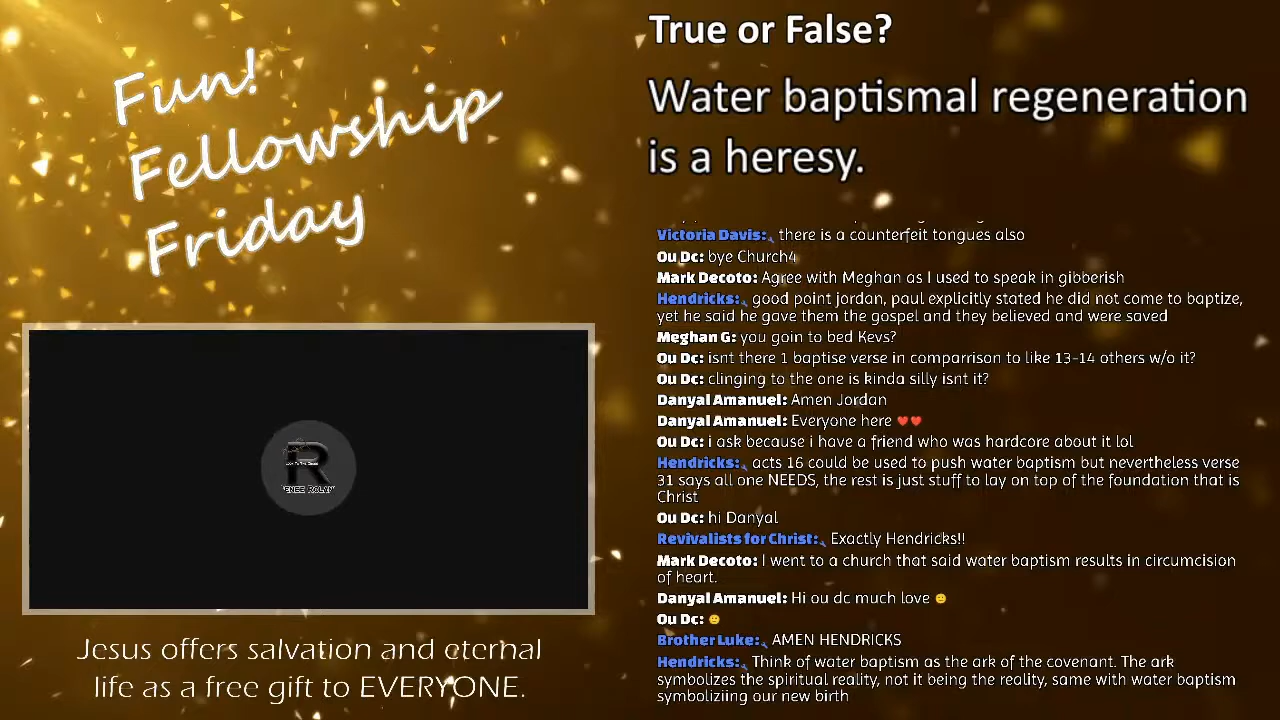 Fun!
Fellowship
Friday
Jesus offers salvation and eternal
life as a free gift to EVERYONE.
True or False?
Water baptismal regeneration
is a heresy.
Victoria Davis: there is a counterfeit tongues also
Ou Dc: bye Church4
Mark Decoto: Agree with Meghan as I used to speak in gibberish
Hendricks: good point jordan, paul explicitly stated he did not come to baptize,
yet he said he gave them the gospel and they believed and were saved
Meghan G: you goin to bed Kevs?
Ou Dc: isnt there 1 baptise verse in comparrison to like 13-14 others w/o it?
Ou Dc: clinging to the one is kinda silly isnt it?
Danyal Amanuel: Amen Jordan
Danyal Amanuel: Everyone here ❤️❤️
Ou Dc: i ask because i have a friend who was hardcore about it lol
Hendricks: acts 16 could be used to push water baptism but nevertheless verse
31 says all one NEEDS, the rest is just stuff to lay on top of the foundation that is
Christ
Ou Dc: hi Danyal
Revivalists for Christ: Exactly Hendricks!!
Mark Decoto: I went to a church that said water baptism results in circumcision
of heart.
Danyal Amanuel: Hi ou dc much love 🙂
Ou Dc: 🙂
Brother Luke: AMEN HENDRICKS
Hendricks: Think of water baptism as the ark of the covenant. The ark
symbolizes the spiritual reality, not it being the reality, same with water baptism
symboliziing our new birth